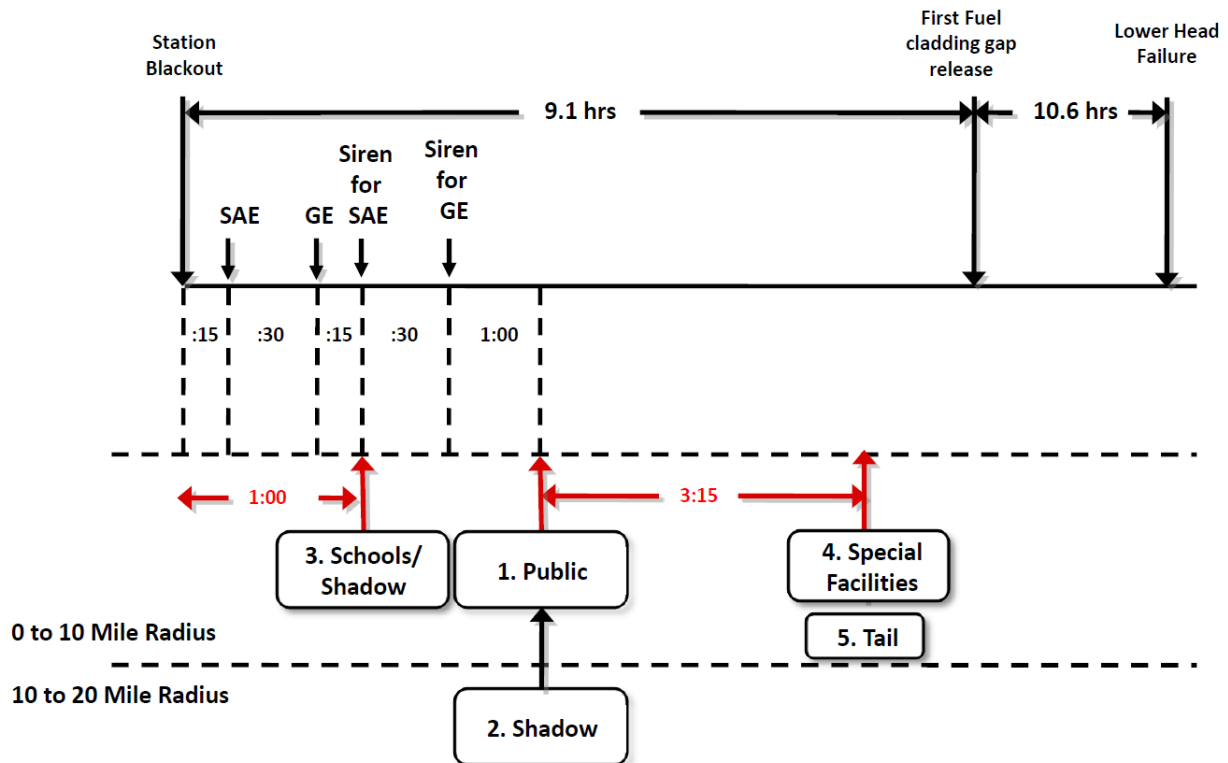 Station
Blackout
First Fuel
cladding gap
release
Lower Head
Failure
9.1 hrs
10.6 hrs
SAE
GE
Siren
for
SAE
Siren
for
GE
:15
:30
:15
:30
1:00
1:00
3:15
3. Schools/
Shadow
1. Public
4. Special
Facilities
5. Tail
0 to 10 Mile Radius
10 to 20 Mile Radius
2. Shadow